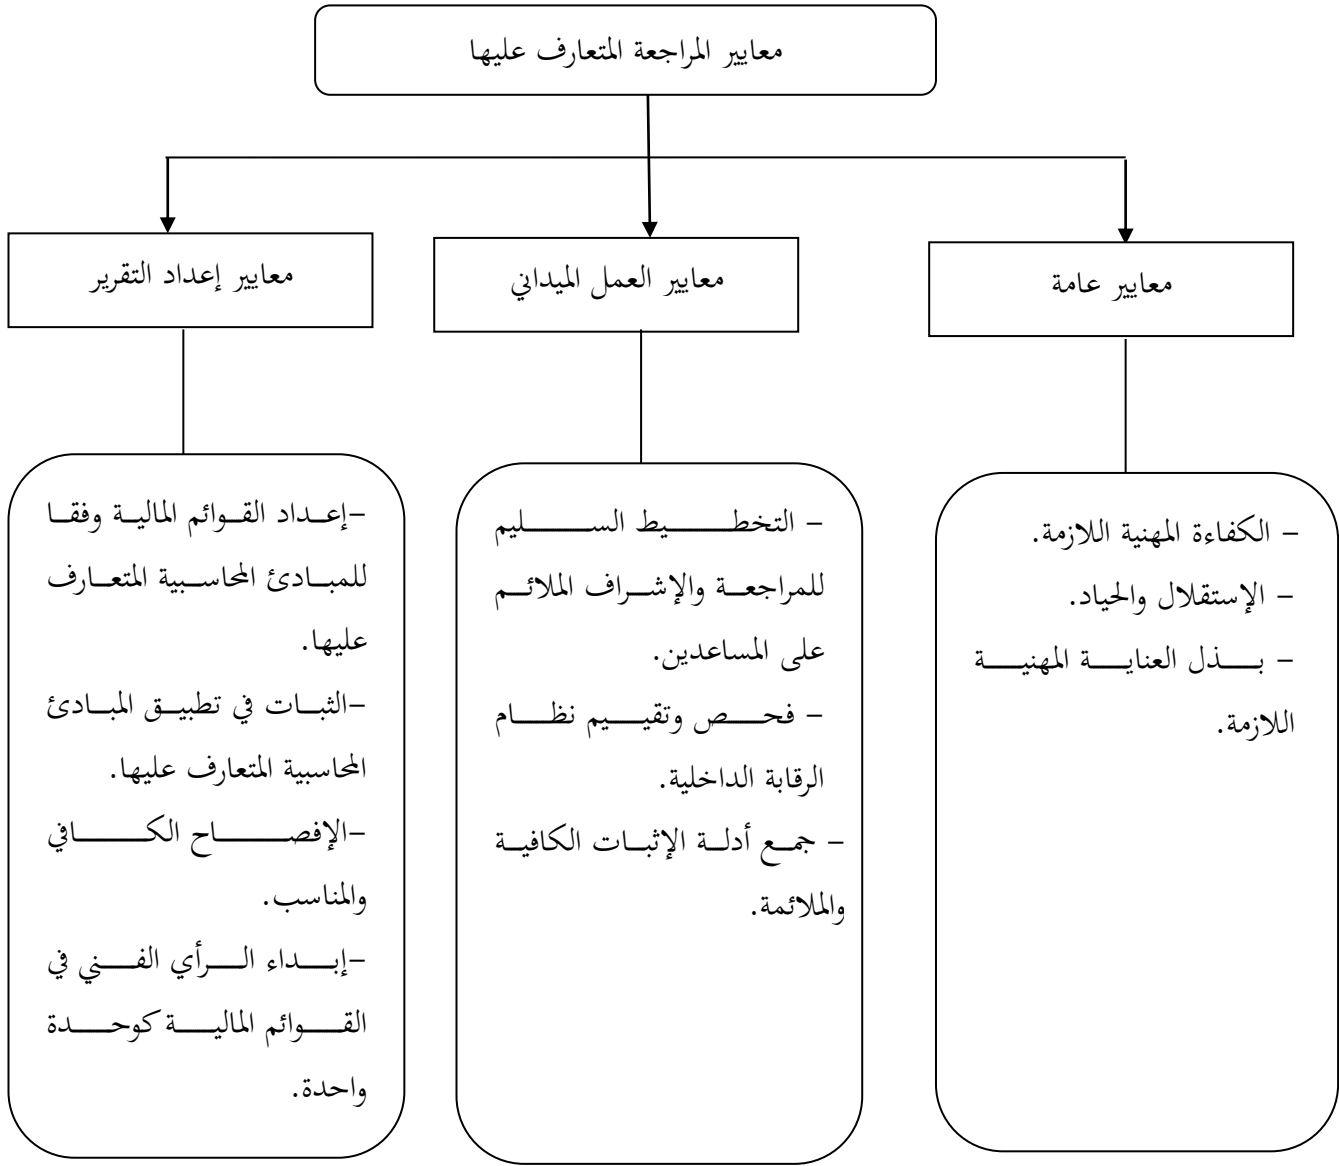 معايير المراجعة المتعارف عليها
معايير عامة
– الكفاءة المهنية اللازمة.
– الإستقلال والحياد.
– بذل العناية المهنية
اللازمة.
معايير العمل الميداني
– التخطيط السليم
للمراجعة والإشراف الملائم
على المساعدين.
– فحص وتقييم نظام
الرقابة الداخلية.
– جمع أدلة الإثبات الكافية
والملائمة.
معايير إعداد التقرير
–إعداد القوائم المالية وفقا
للمبادئ المحاسبية المتعارف
عليها.
–الثبات في تطبيق المبادئ
المحاسبية المتعارف عليها.
–الإفصاح الكافي
والمناسب.
–إبداء الرأي الفني في
القوائم المالية كوحدة
واحدة.